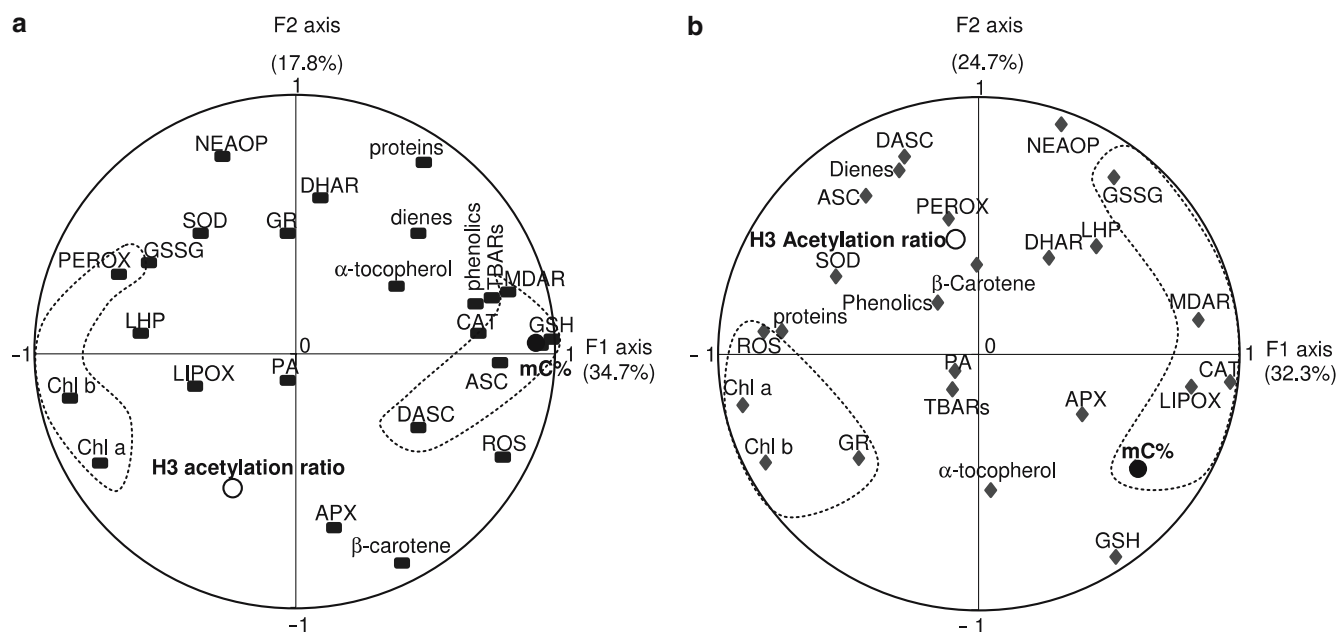 a
F2 axis
(17.8%)
1
NEAOP
proteins
DHAR
SOD
GR
dienes
phenolics
TBARs
PEROX
GSSG
α-tocopherol
MDAR
LHP
CAT
GSH
−1
0
1
F1 axis
(34.7%)
mC%
LIPOX
PA
ASC
Chl b
DASC
Chl a
ROS
H3 acetylation ratio
APX
β-carotene
−1
b
F2 axis
(24.7%)
1
DASC
NEAOP
Dienes
GSSG
ASC
PEROX
LHP
H3 Acetylation ratio
DHAR
SOD
β-Carotene
Phenolics
MDAR
proteins
ROS
−1
0
1
F1 axis
(32.3%)
PA
CAT
Chl a
TBARs
APX
LIPOX
Chl b
GR
mC%
α-tocopherol
GSH
− 1